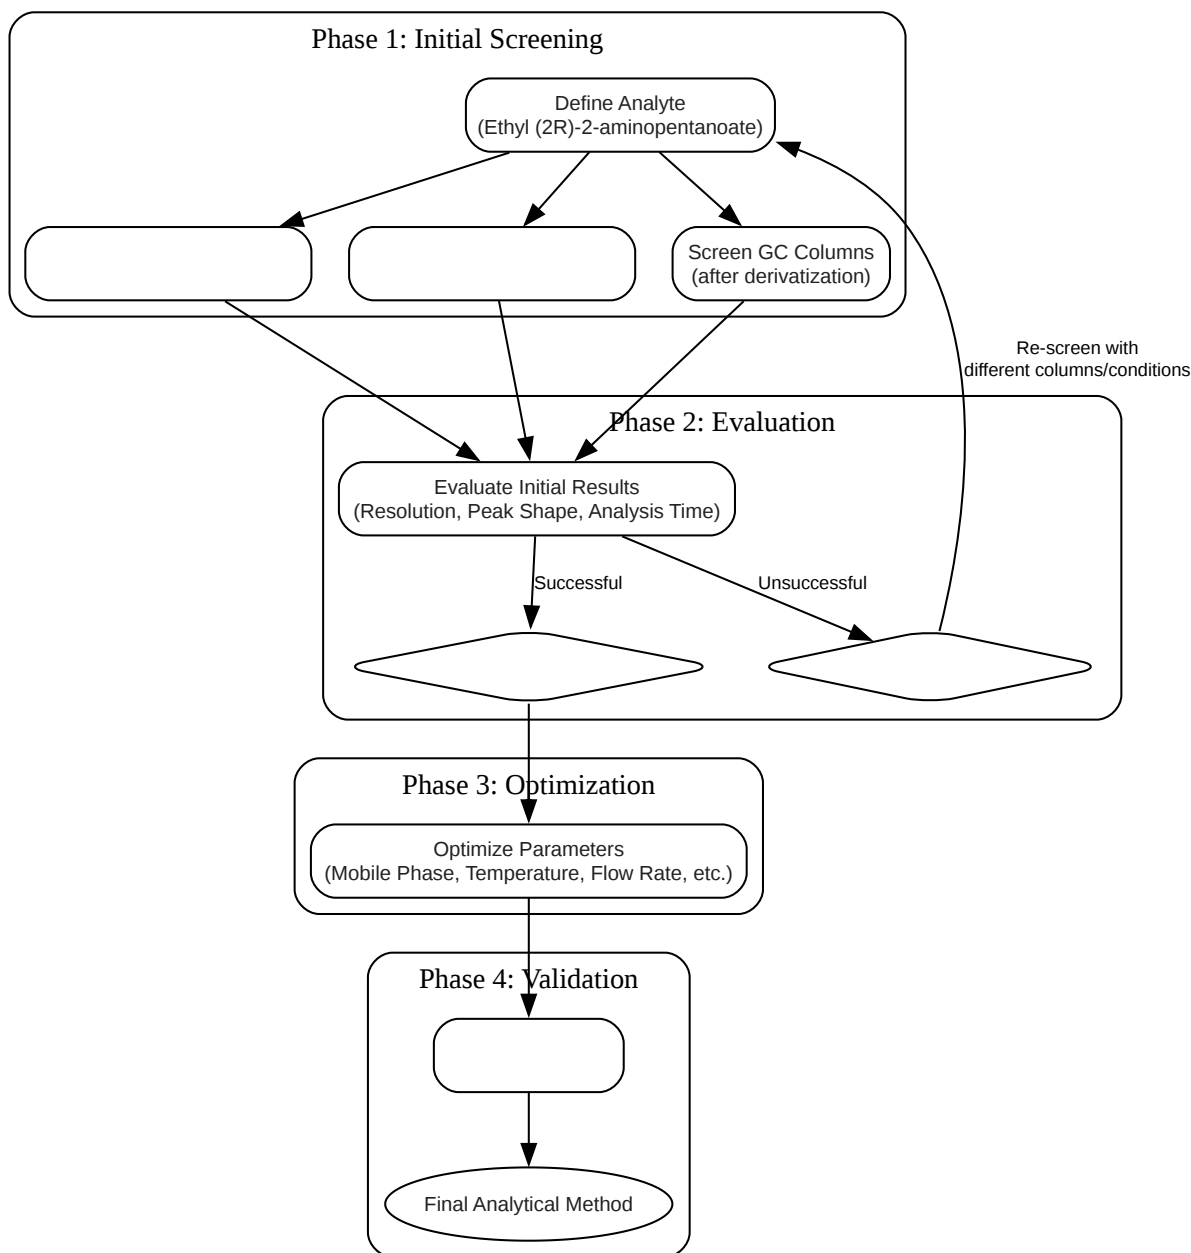 Phase 1: Initial Screening
Define Analyte
(Ethyl (2R)-2-aminopentanoate)
Screen GC Columns
(after derivatization)
Re-screen with
different columns/conditions
Phase 2: Evaluation
Evaluate Initial Results
(Resolution, Peak Shape, Analysis Time)
Successful
Unsuccessful
Phase 3: Optimization
Optimize Parameters
(Mobile Phase, Temperature, Flow Rate, etc.)
Phase 4: Validation
Final Analytical Method